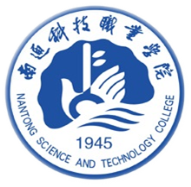 南通科技职业学院
1945
NANTONG SCIENCE AND TECHNOLOGY COLLEGE